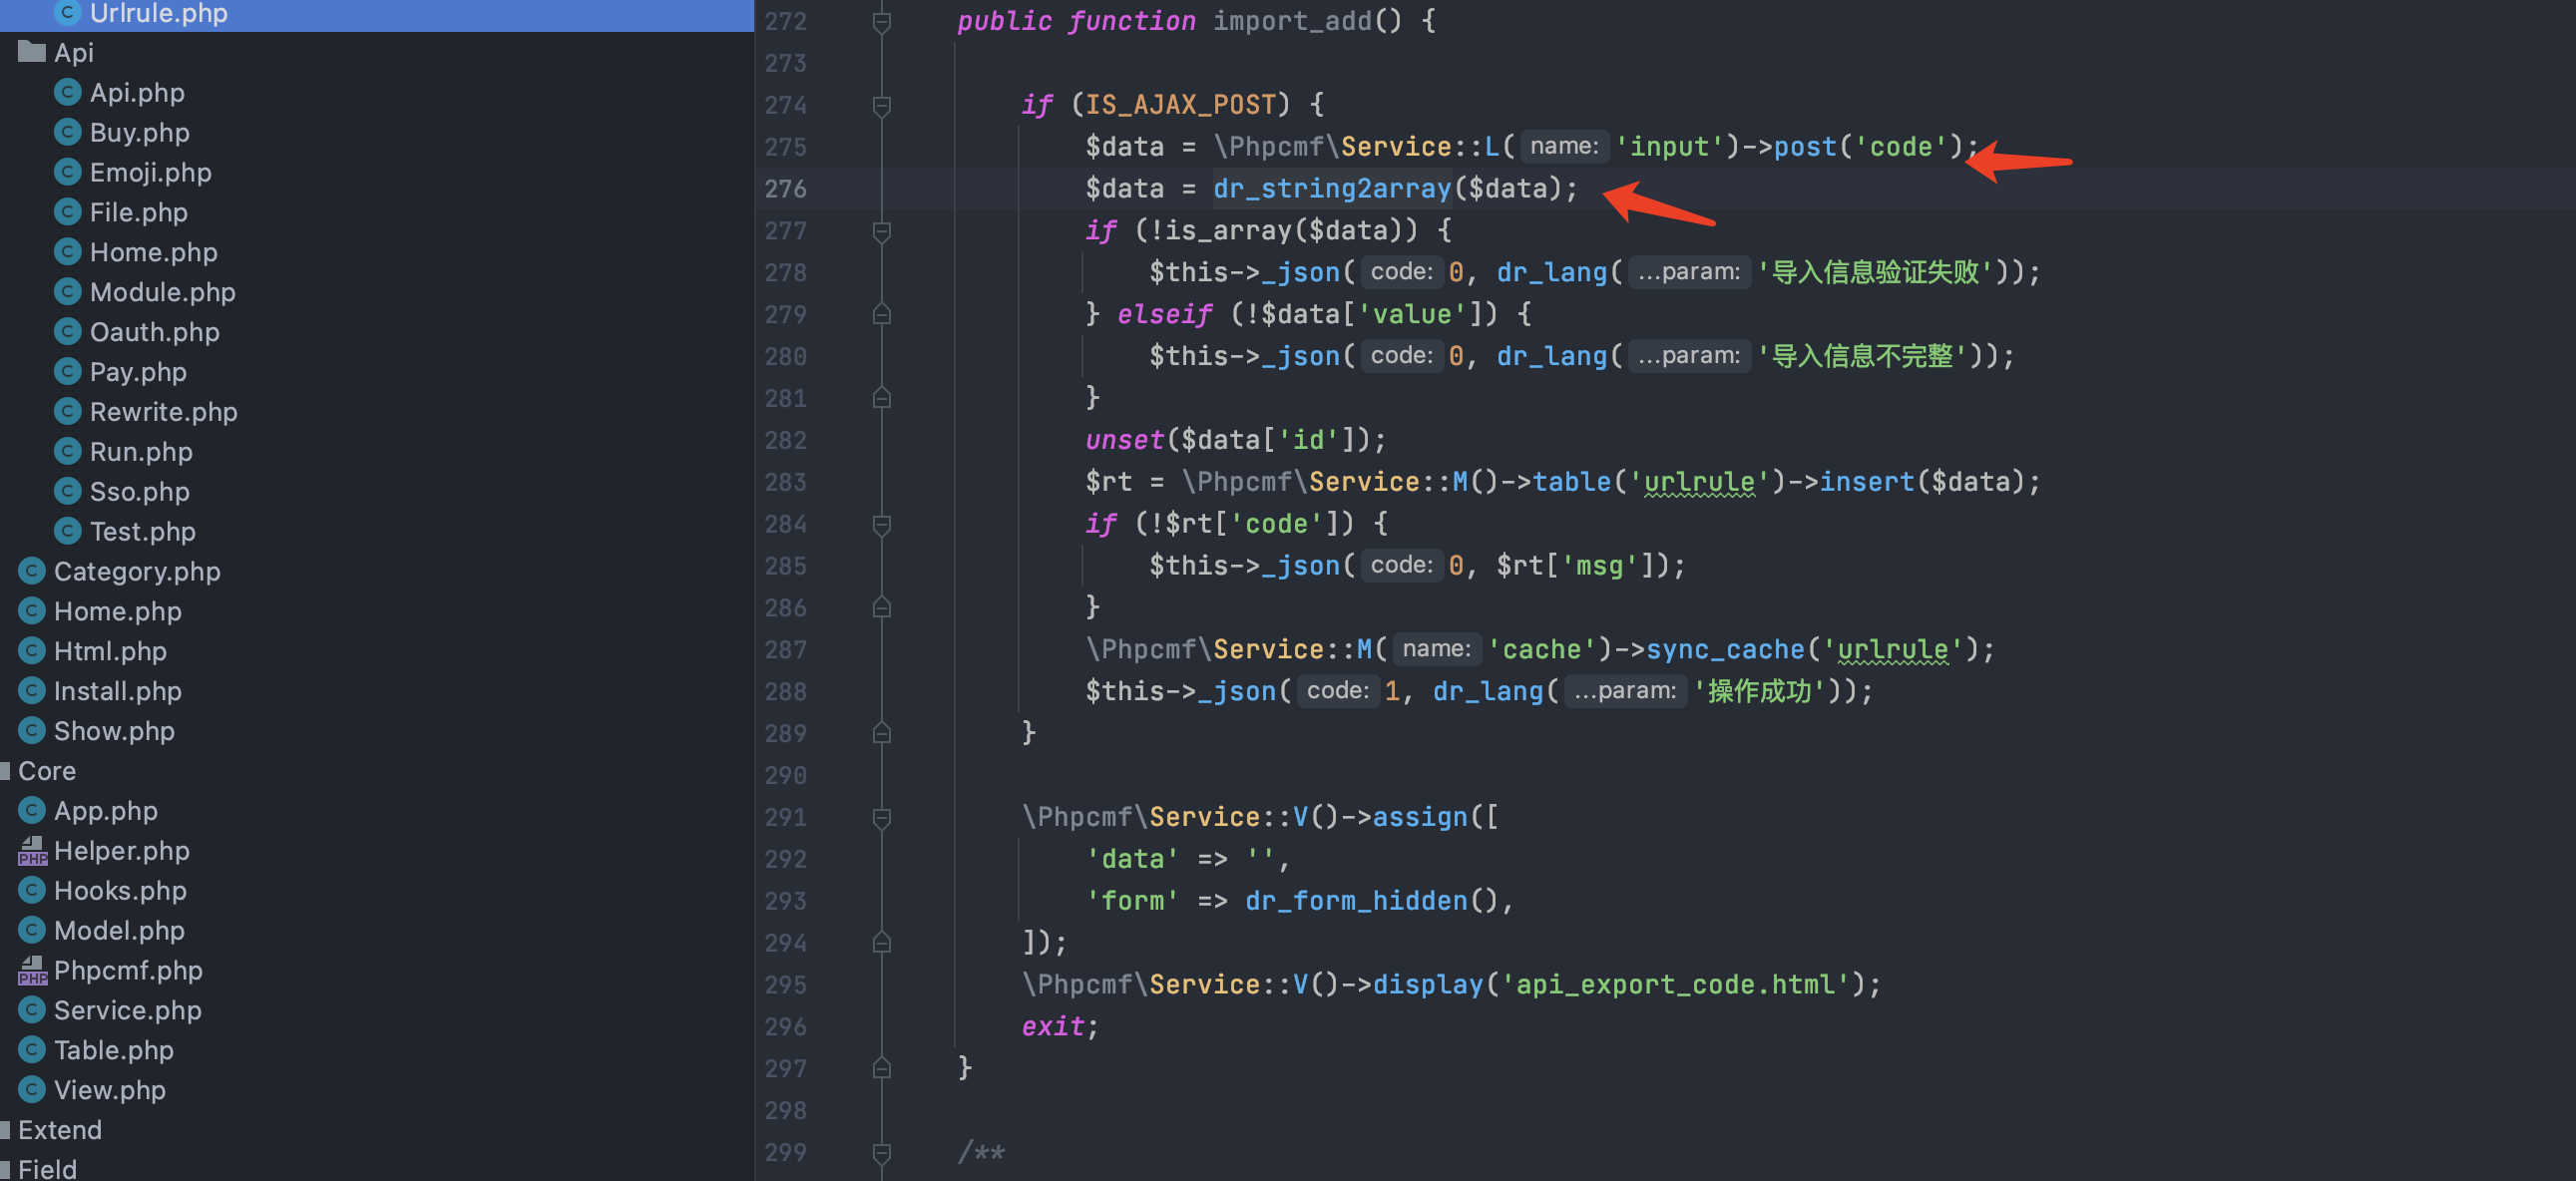 Urlrule.php
Api
Api.php
Buy.php
Emoji.php
File.php
Home.php
Module.php
Oauth.php
Pay.php
Rewrite.php
Run.php
Sso.php
Test.php
Category.php
Home.php
Html.php
Install.php
Show.php
Core
App.php
Helper.php
Hooks.php
Model.php
Phpcmf.php
Service.php
Table.php
View.php
Extend
Field
272 public function import_add() {
273
274 if (IS_AJAX_POST) {
275 $data = \Phpcmf\Service::L( name: 'input')->post('code');
276 $data = dr_string2array($data);
277 if (!is_array($data)) {
278 $this->_json( code: 0, dr_lang( ...param: '导入信息验证失败'));
279 } elseif (!$data['value']) {
280 $this->_json( code: 0, dr_lang( ...param: '导入信息不完整'));
281 }
282 unset($data['id']);
283 $rt = \Phpcmf\Service::M()->table('urlrule')->insert($data);
284 if (!$rt['code']) {
285 $this->_json( code: 0, $rt['msg']);
286 }
287 \Phpcmf\Service::M( name: 'cache')->sync_cache('urlrule');
288 $this->_json( code: 1, dr_lang( ...param: '操作成功'));
289 }
290
291 \Phpcmf\Service::V()->assign([
292 'data' => '',
293 'form' => dr_form_hidden(),
294 ]);
295 \Phpcmf\Service::V()->display('api_export_code.html');
296 exit;
297 }
298
299 /**